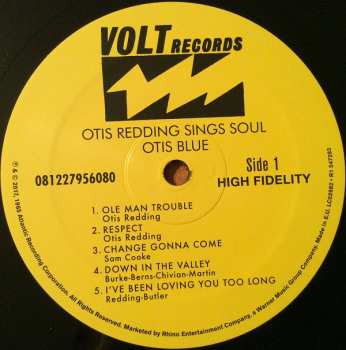 VOLT RECORDS
OTIS REDDING SINGS SOUL
OTIS BLUE
081227956080
Side 1
HIGH FIDELITY
1. OLE MAN TROUBLE
Otis Redding
2. RESPECT
Otis Redding
3. CHANGE GONNA COME
Sam Cooke
4. DOWN IN THE VALLEY
Burke-Berns-Chivian-Martin
5. I'VE BEEN LOVING YOU TOO LONG
Redding-Butler
℗ & © 2012, 1965 Atlantic Recording Corporation. All Rights Reserved. Marketed by Rhino Entertainment Company, a Warner Music Group Company. Made in E.U. LC02982 • R1 347263